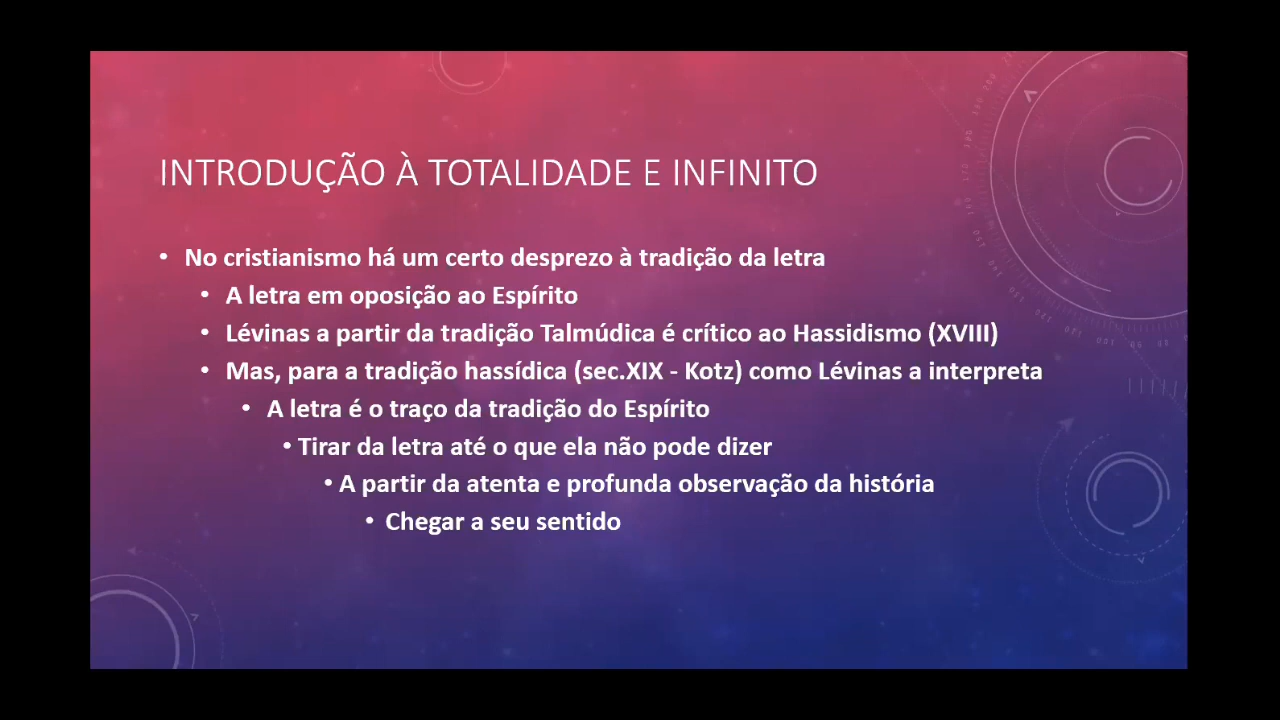 INTRODUÇÃO À TOTALIDADE E INFINITO
• No cristianismo há um certo desprezo à tradição da letra
• A letra em oposição ao Espírito
• Lévinas a partir da tradição Talmúdica é crítico ao Hassidismo (XVIII)
• Mas, para a tradição hassídica (sec.XIX - Kotz) como Lévinas a interpreta
• A letra é o traço da tradição do Espírito
• Tirar da letra até o que ela não pode dizer
• A partir da atenta e profunda observação da história
• Chegar a seu sentido